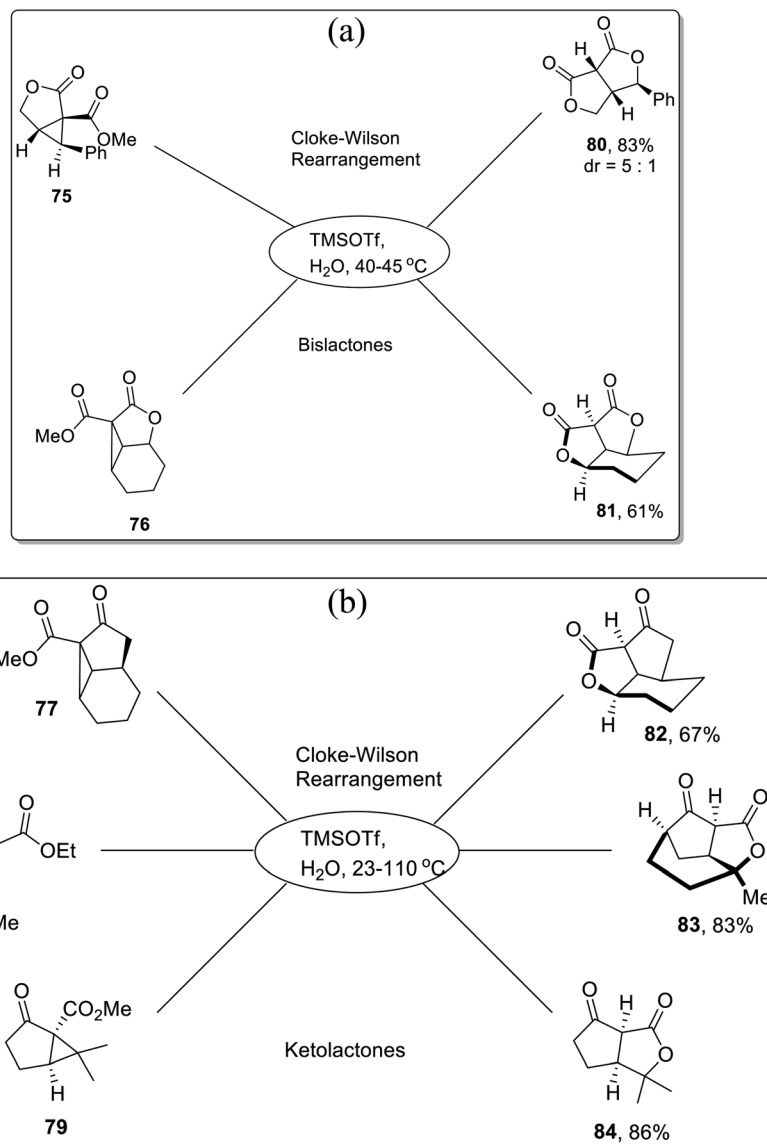 (a)
O
O
O
O
OMe
H
H
Ph
75
Cloke-Wilson
Rearrangement
O
H
O
O
O
H
Ph
80, 83%
dr = 5 : 1
TMSOTf,
H₂O, 40-45 °C
Bislactones
O
O
O
MeO
76
O
H
O
O
O
H
81, 61%
(b)
O
O
MeO
77
Cloke-Wilson
Rearrangement
O
H
O
O
H
82, 67%
O
OEt
Me
TMSOTf,
H₂O, 23-110 °C
O
H
H
O
O
Me
83, 83%
O
CO₂Me
H
79
Ketolactones
O
H
O
O
H
84, 86%